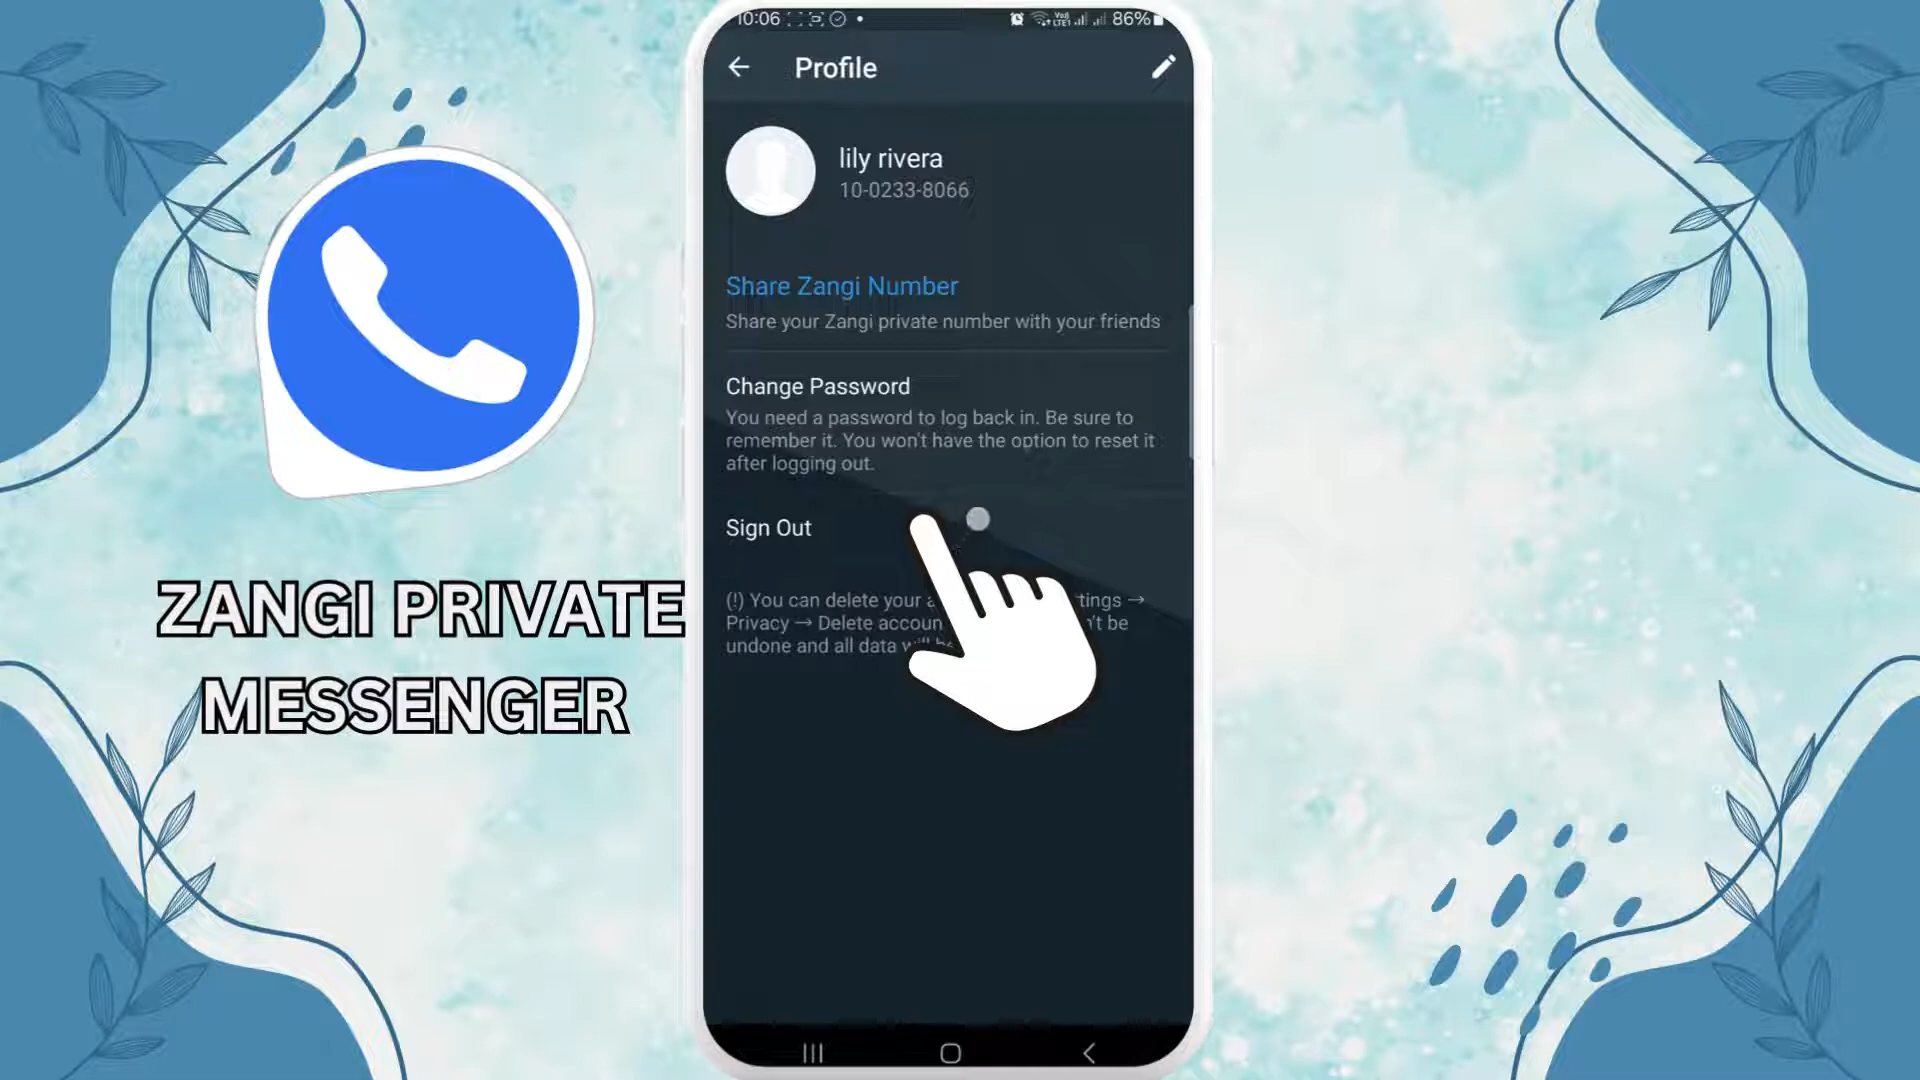 10:06
86%
Profile
lily rivera
10-0233-8066
Share Zangi Number
Share your Zangi private number with your friends
Change Password
You need a password to log back in. Be sure to
remember it. You won't have the option to reset it
after logging out.
Sign Out
(!) You can delete your tings →
Privacy → Delete accoun 't be
undone and all data
ZANGI PRIVATE
MESSENGER